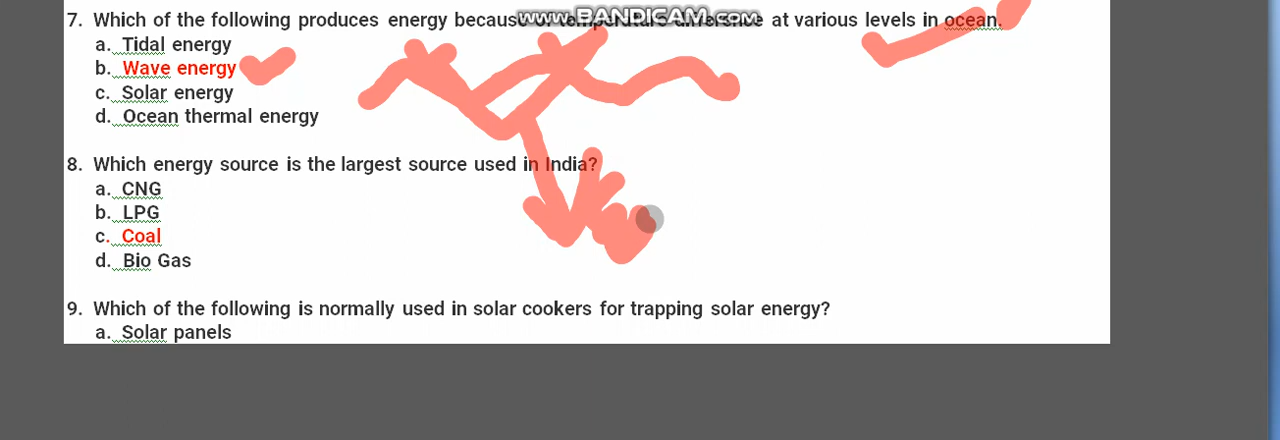 www.BANDICAM.com
7. Which of the following produces energy because of temperature difference at various levels in ocean.
a. Tidal energy
b. Wave energy
c. Solar energy
d. Ocean thermal energy
8. Which energy source is the largest source used in India?
a. CNG
b. LPG
c. Coal
d. Bio Gas
9. Which of the following is normally used in solar cookers for trapping solar energy?
a. Solar panels